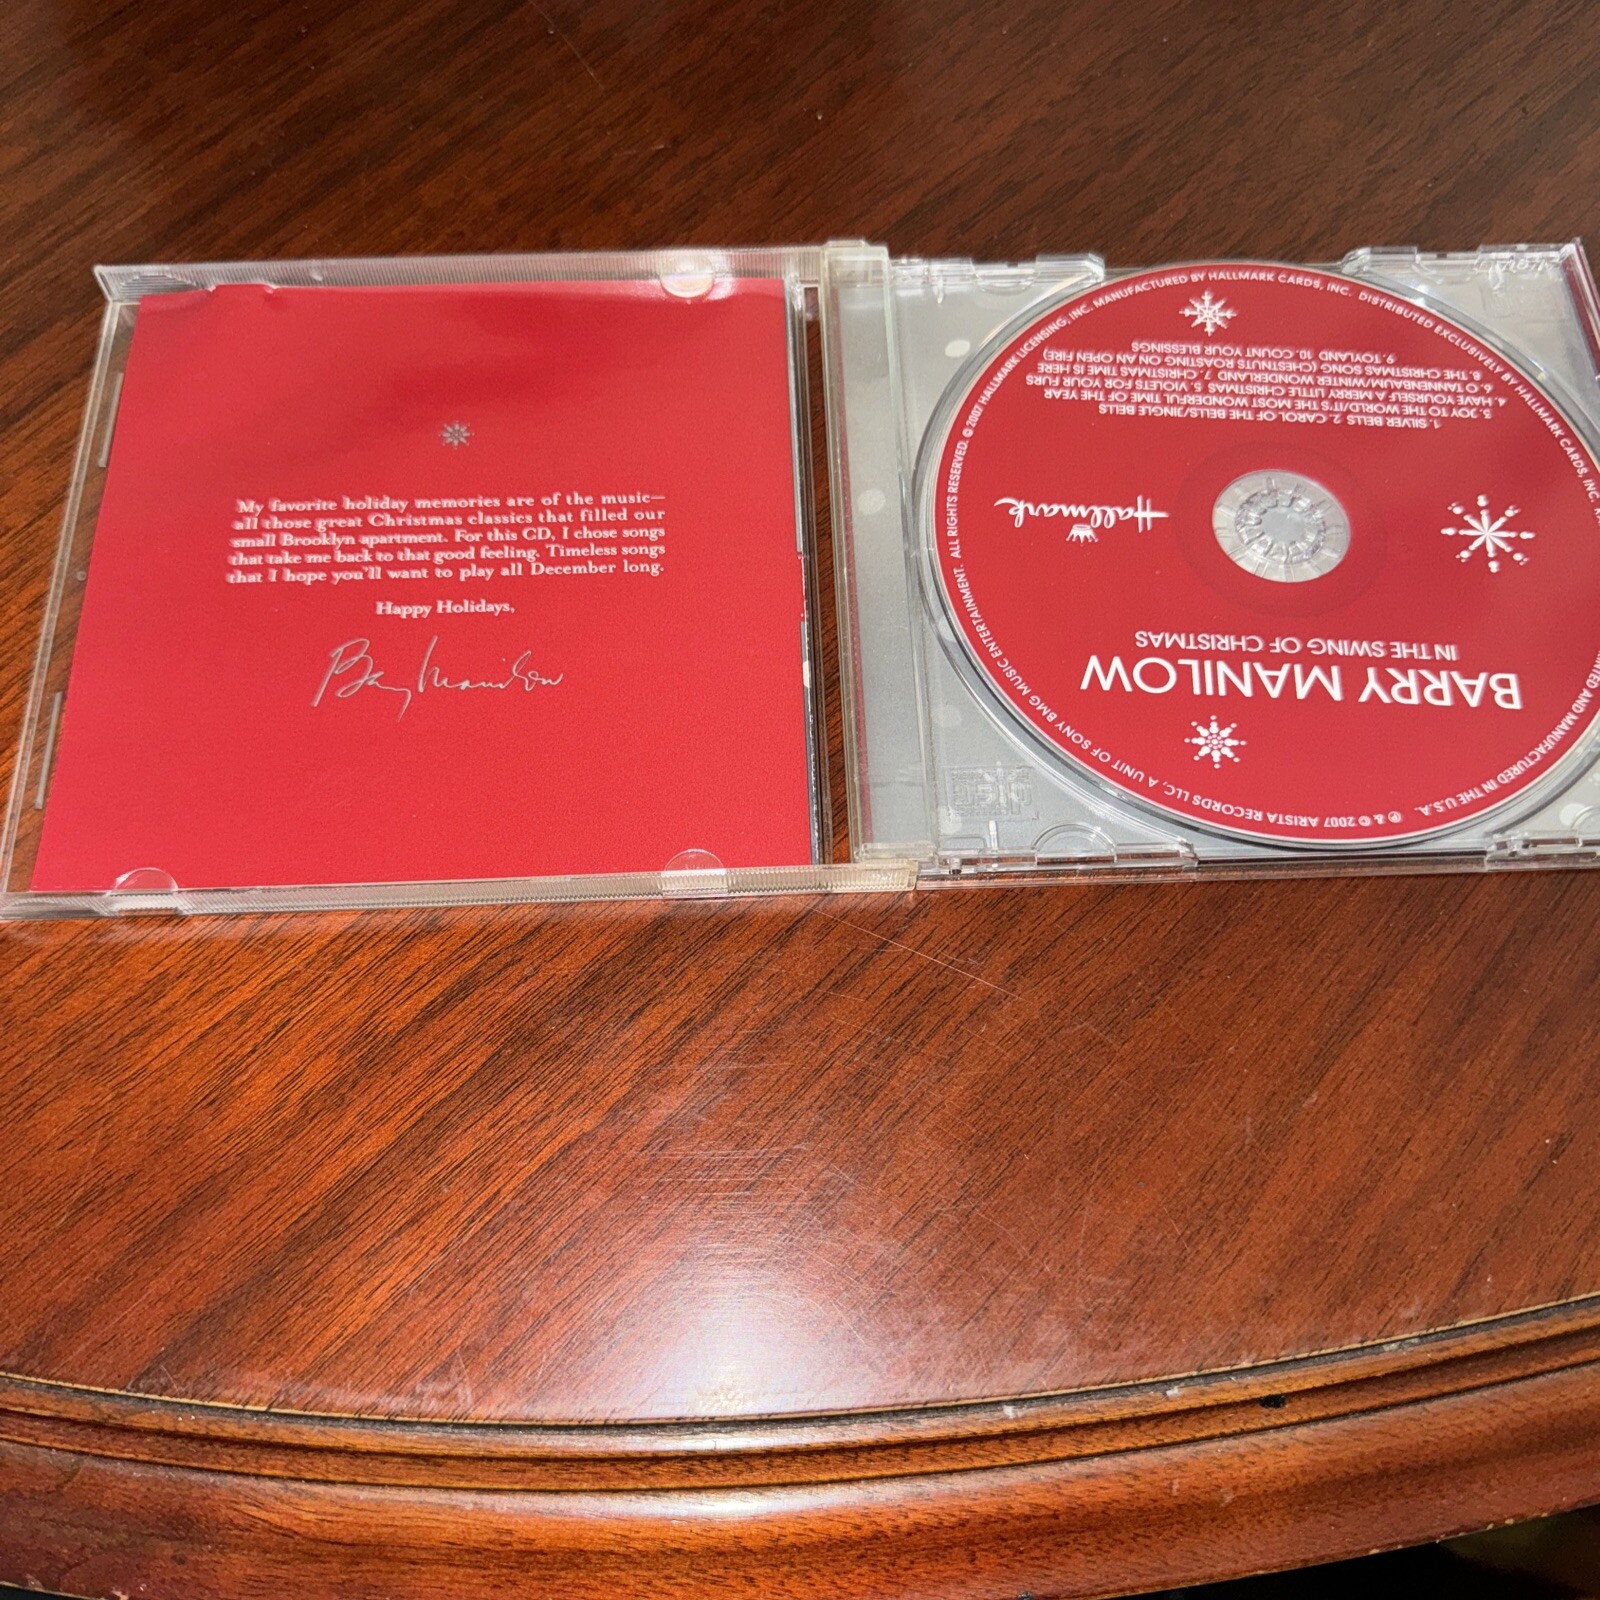 My favorite holiday memories are of the music—
all those great Christmas classics that filled our
small Brooklyn apartment. For this CD, I chose songs
that take me back to that good feeling. Timeless songs
that I hope you'll want to play all December long.
Happy Holidays,
Barry Manilow
BARRY MANILOW
IN THE SWING OF CHRISTMAS
Hallmark
1. SILVER BELLS 2. CAROL OF THE BELLS/JINGLE BELLS
3. JOY TO THE WORLD/IT'S THE MOST WONDERFUL TIME OF THE YEAR
4. HAVE YOURSELF A MERRY LITTLE CHRISTMAS 5. VIOLETS FOR YOUR FURS
6. O TANNENBAUM/WINTER WONDERLAND 7. CHRISTMAS TIME IS HERE
8. THE CHRISTMAS SONG (CHESTNUTS ROASTING ON AN OPEN FIRE)
9. TOYLAND 10. COUNT YOUR BLESSINGS
℗ & © 2007 ARISTA RECORDS LLC, A UNIT OF SONY BMG MUSIC ENTERTAINMENT. ALL RIGHTS RESERVED. © 2007 HALLMARK LICENSING, INC. MANUFACTURED BY HALLMARK CARDS, INC. DISTRIBUTED EXCLUSIVELY BY HALLMARK CARDS, INC.
AND MANUFACTURED IN THE U.S.A.